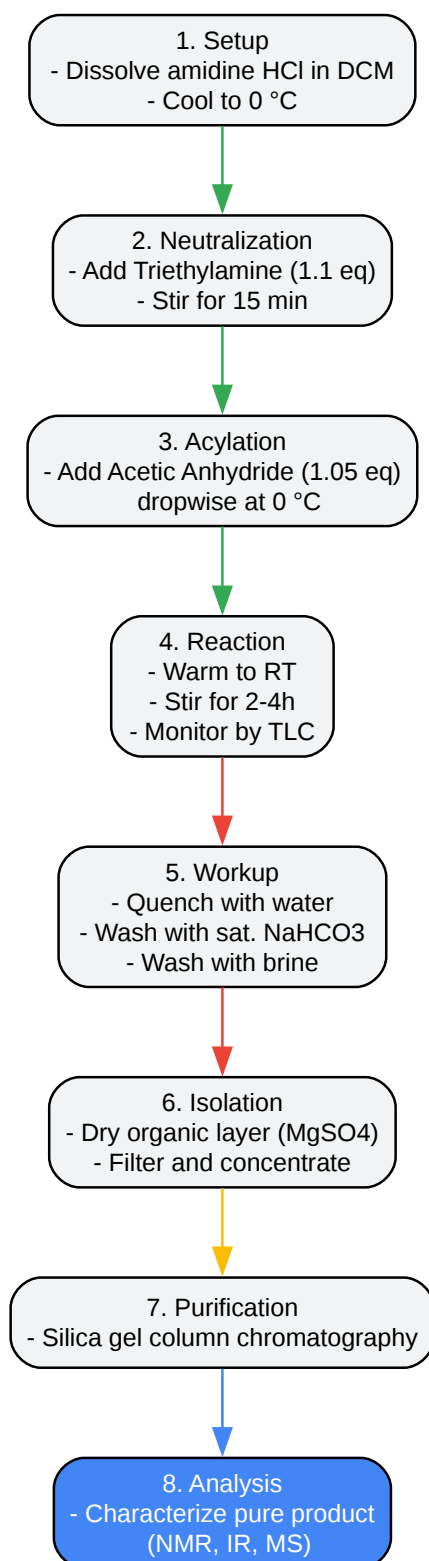 1. Setup
- Dissolve amidine HCl in DCM
- Cool to 0 °C
2. Neutralization
- Add Triethylamine (1.1 eq)
- Stir for 15 min
3. Acylation
- Add Acetic Anhydride (1.05 eq)
dropwise at 0 °C
4. Reaction
- Warm to RT
- Stir for 2-4h
- Monitor by TLC
5. Workup
- Quench with water
- Wash with sat. NaHCO3
- Wash with brine
6. Isolation
- Dry organic layer (MgSO4)
- Filter and concentrate
7. Purification
- Silica gel column chromatography
8. Analysis
- Characterize pure product
(NMR, IR, MS)